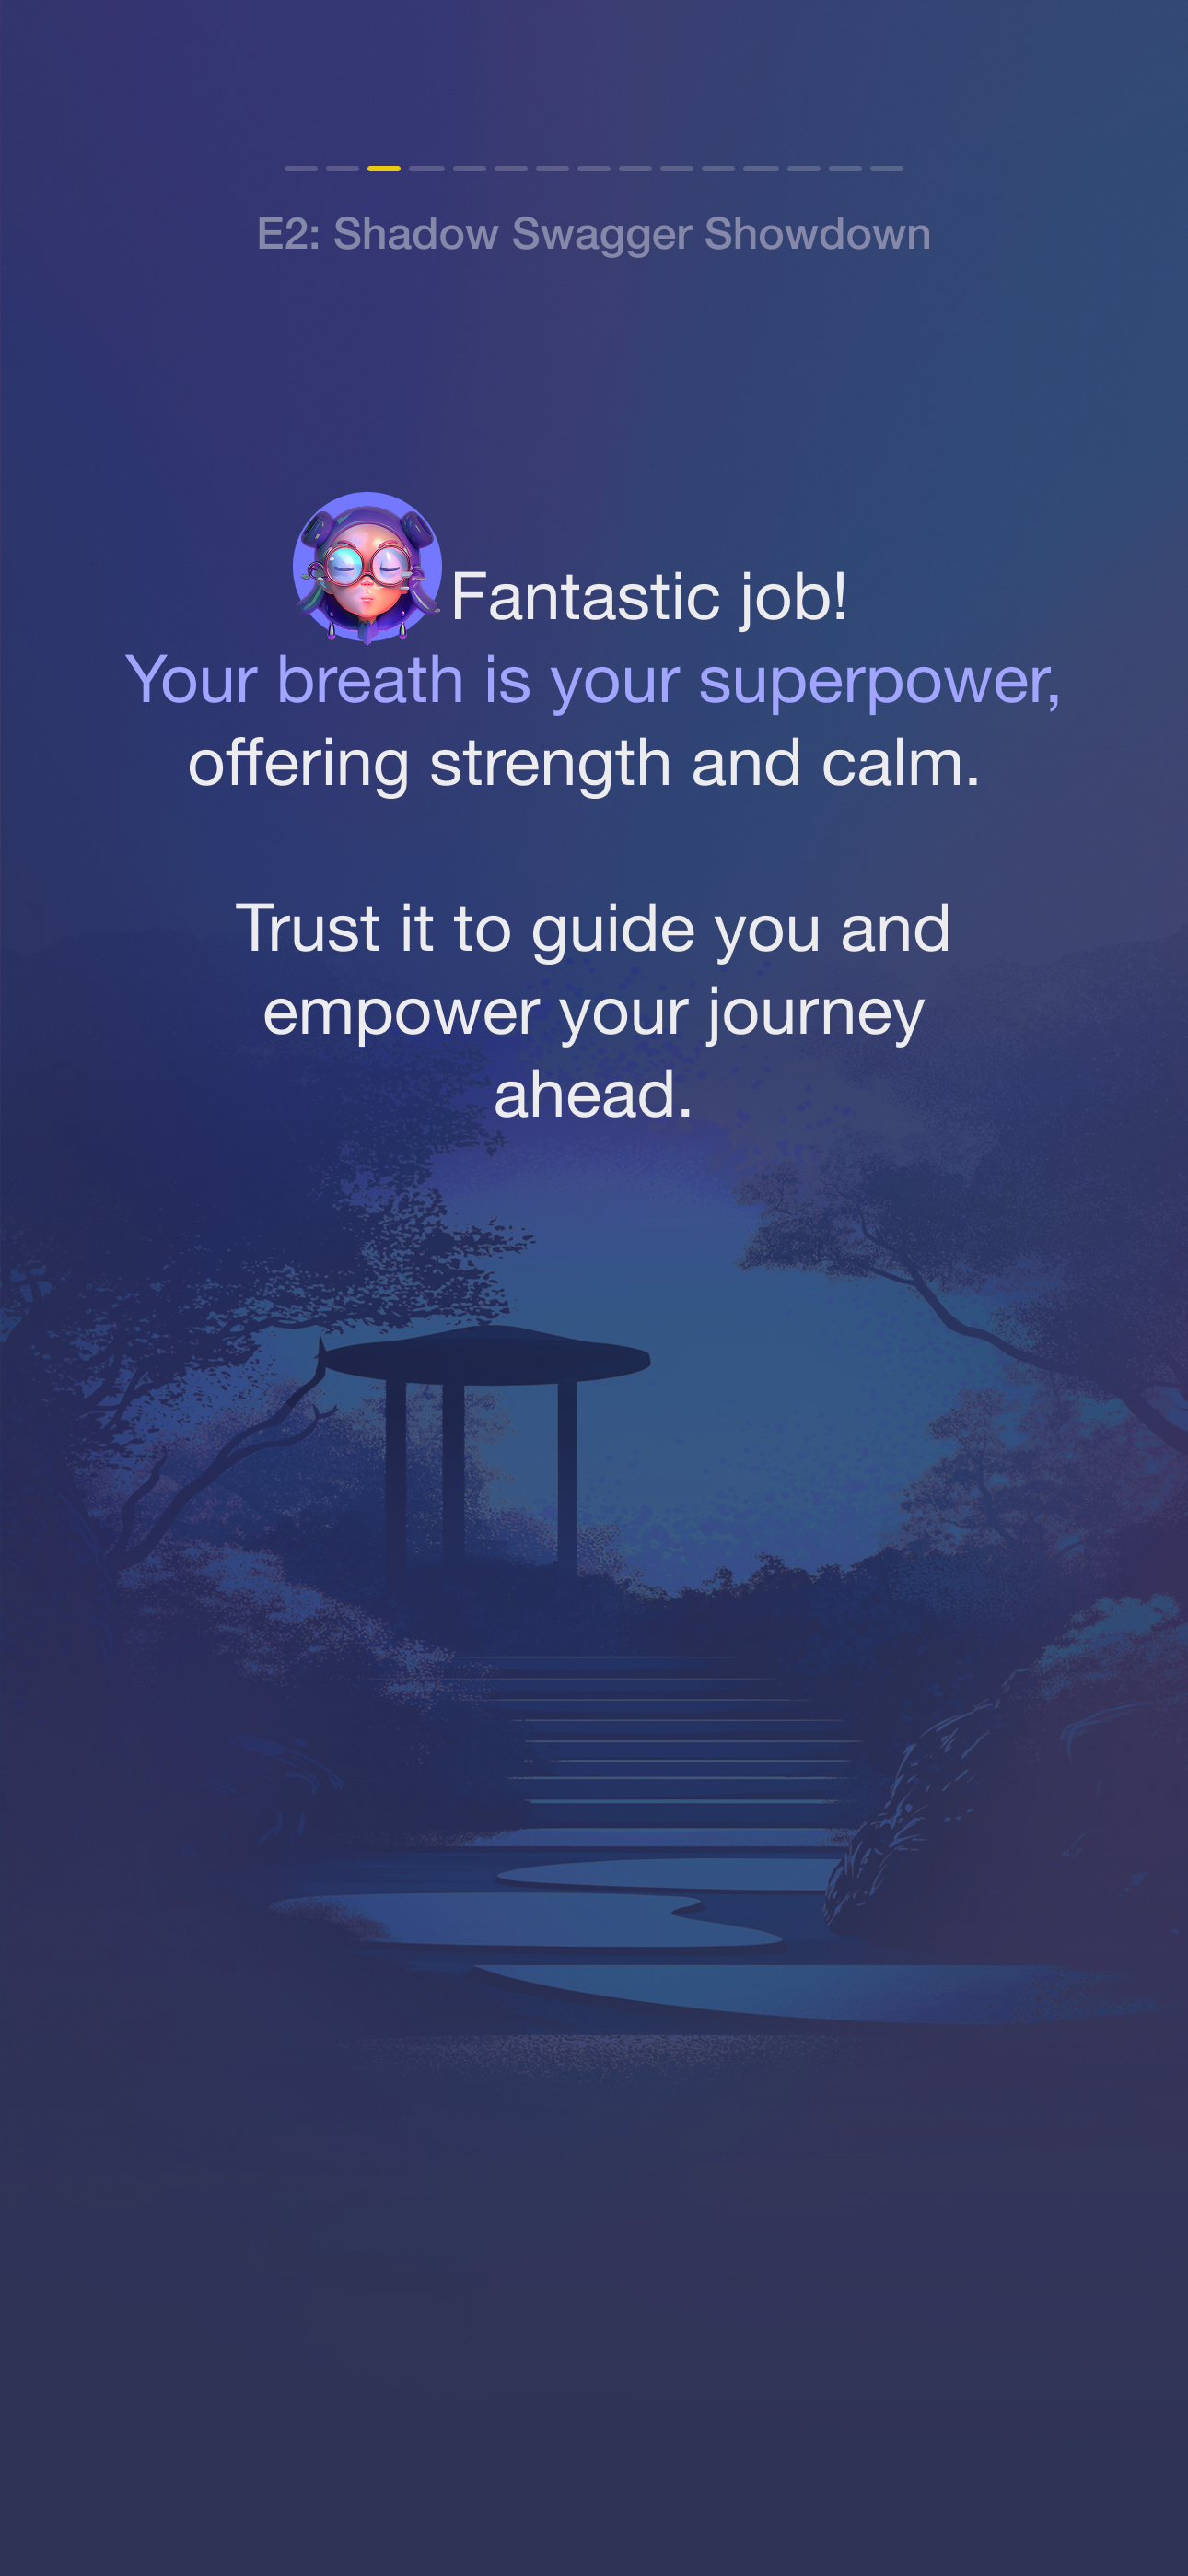 E2: Shadow Swagger Showdown
Fantastic job!
Your breath is your superpower,
offering strength and calm.
Trust it to guide you and
empower your journey
ahead.